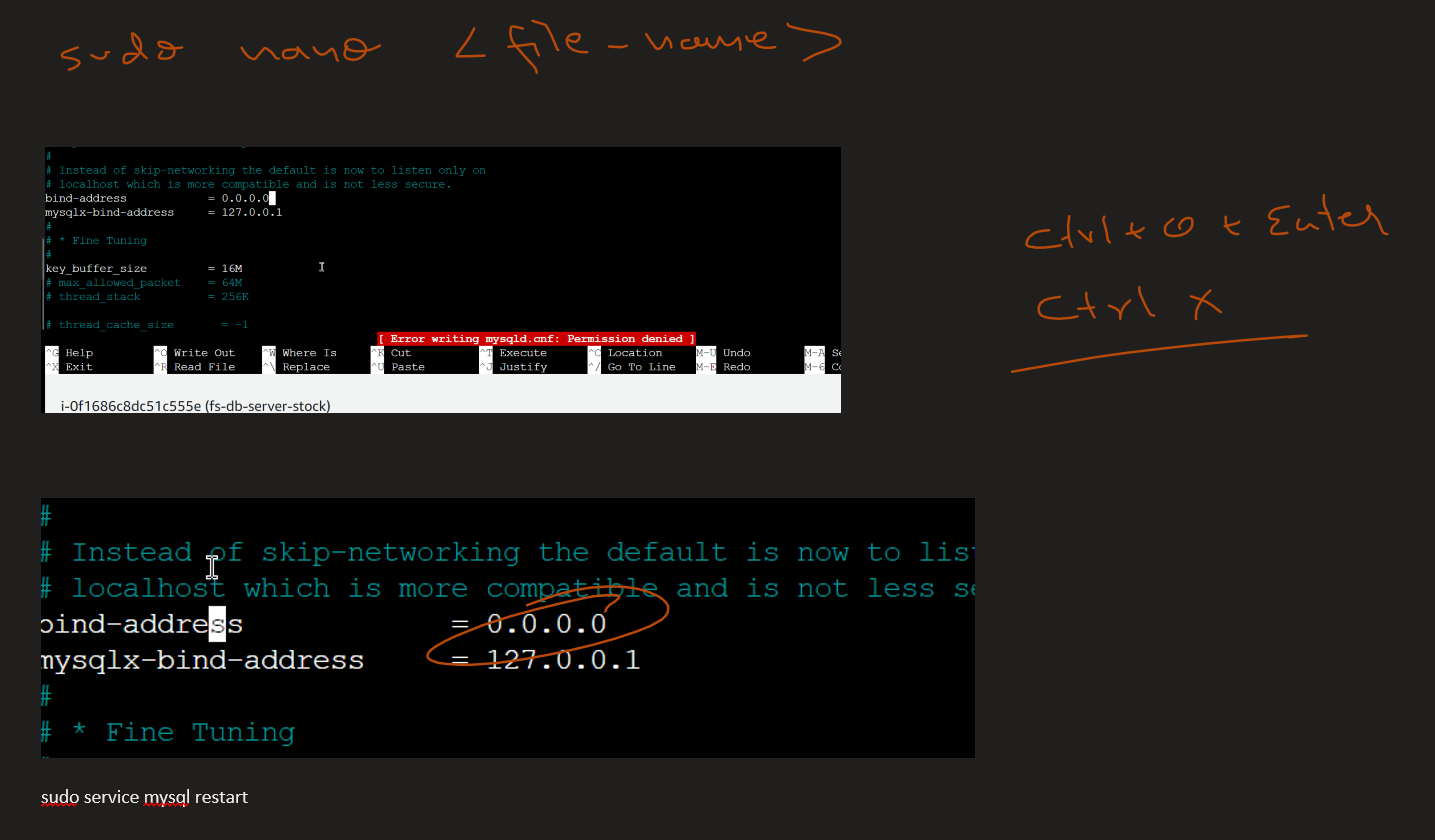 sudo nano <file-name>
#
# Instead of skip-networking the default is now to listen only on
# localhost which is more compatible and is not less secure.
bind-address = 0.0.0.0
mysqlx-bind-address = 127.0.0.1
#
# * Fine Tuning
#
key_buffer_size = 16M
# max_allowed_packet = 64M
# thread_stack = 256K
# thread_cache_size = -1
[ Error writing mysqld.cnf: Permission denied ]
^G Help ^O Write Out ^W Where Is ^K Cut ^T Execute ^C Location M-U Undo M-A Se
^X Exit ^R Read File ^\ Replace ^U Paste ^J Justify ^/ Go To Line M-E Redo M-6 Co
i-0f1686c8dc51c555e (fs-db-server-stock)
Ctrl + O + Enter
Ctrl X
#
# Instead of skip-networking the default is now to lis
# localhost which is more compatible and is not less se
bind-address = 0.0.0.0
mysqlx-bind-address = 127.0.0.1
#
# * Fine Tuning
sudo service mysql restart